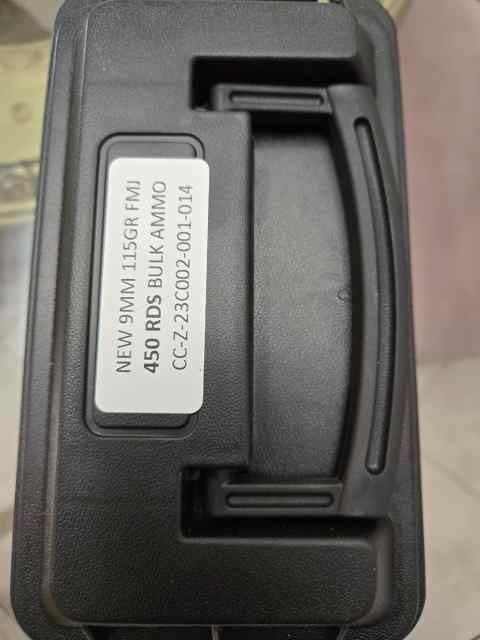 NEW 9MM 115GR FMJ
450 RDS BULK AMMO
CC-Z-23C002-001-014